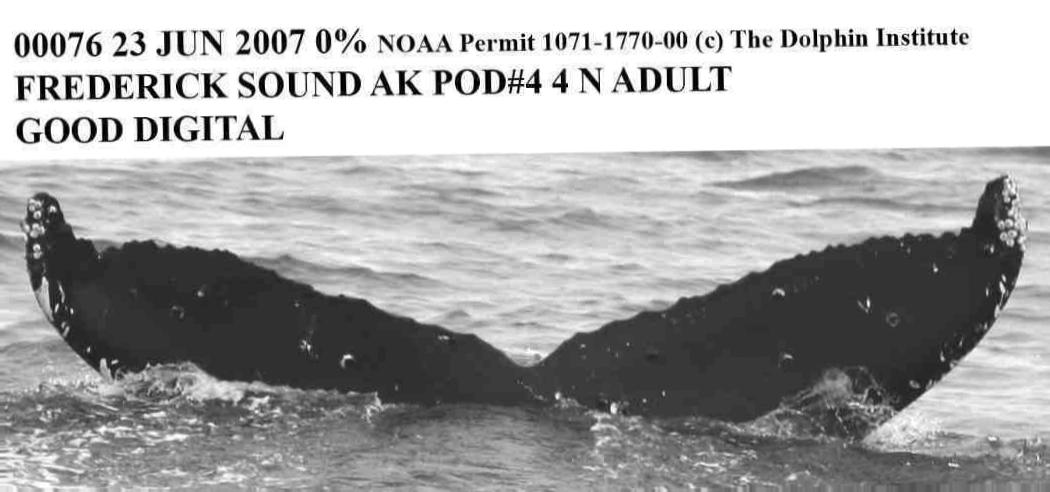 00076 23 JUN 2007 0% NOAA Permit 1071-1770-00 (c) The Dolphin Institute
FREDERICK SOUND AK POD#4 4 N ADULT
GOOD DIGITAL